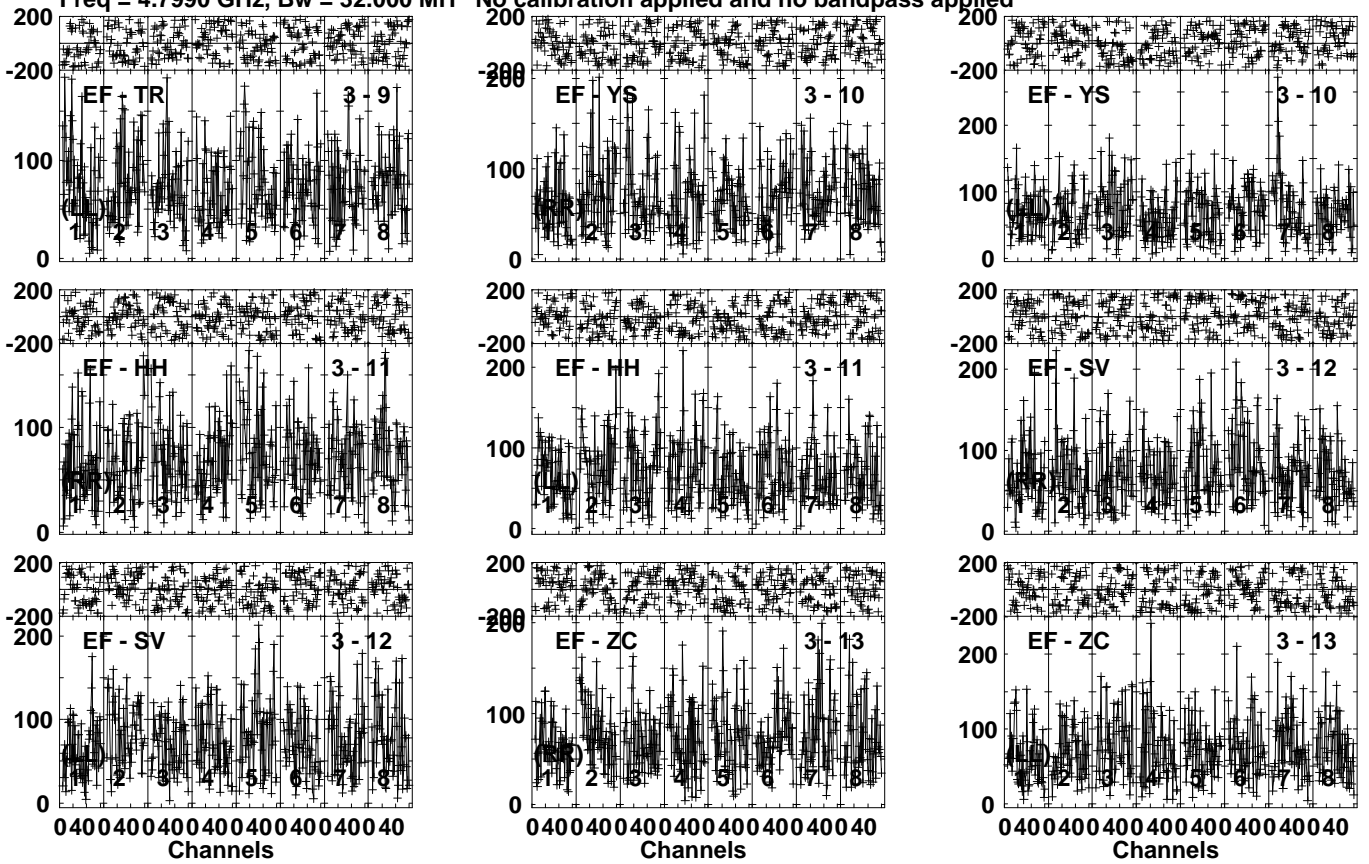 Freq = 4.7990 GHz, Bw = 32.000 MH No calibration applied and no bandpass applied
200 200 200
-200 -200 -200
EF - TR 3 - 9 200 EF - YS 3 - 10 EF - YS 3 - 10
200
100 100 100
(LL) (RR) (LL)
1 2 3 4 5 6 7 8 1 2 3 4 5 6 7 8 1 2 3 4 5 6 7 8
0 0 0
200 200 200
-200 -200 -200
EF - HH 3 - 11 200 EF - HH 3 - 11 200 EF - SV 3 - 12
100 100 100
(RR) (LL) (RR)
1 2 3 4 5 6 7 8 1 2 3 4 5 6 7 8 1 2 3 4 5 6 7 8
0 0 0
200 200 200
-200 -200 -200
200 EF - SV 3 - 12 200 EF - ZC 3 - 13 200 EF - ZC 3 - 13
100 100 100
(LL) (RR) (LL)
1 2 3 4 5 6 7 8 1 2 3 4 5 6 7 8 1 2 3 4 5 6 7 8
0 0 0
0 40 0 40 0 40 0 40 0 40 0 40 0 40 0 40 0 40 0 40 0 40 0 40 0 40 0 40 0 40 0 40 0 40 0 40 0 40 0 40 0 40 0 40 0 40 0 40
Channels Channels Channels